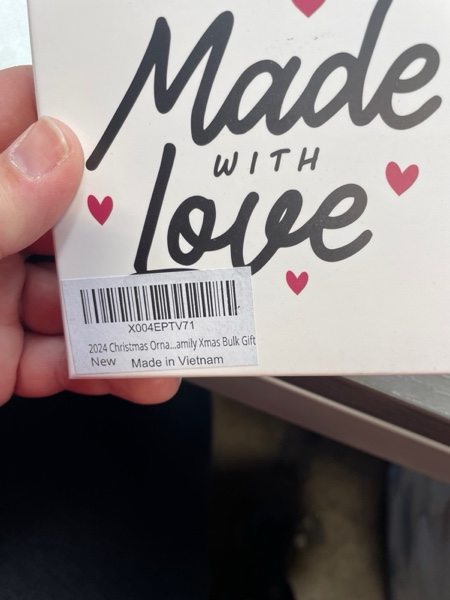 Made
WITH
love
X004EPTV71
2024 Christmas Orna...amily Xmas Bulk Gift
New Made in Vietnam